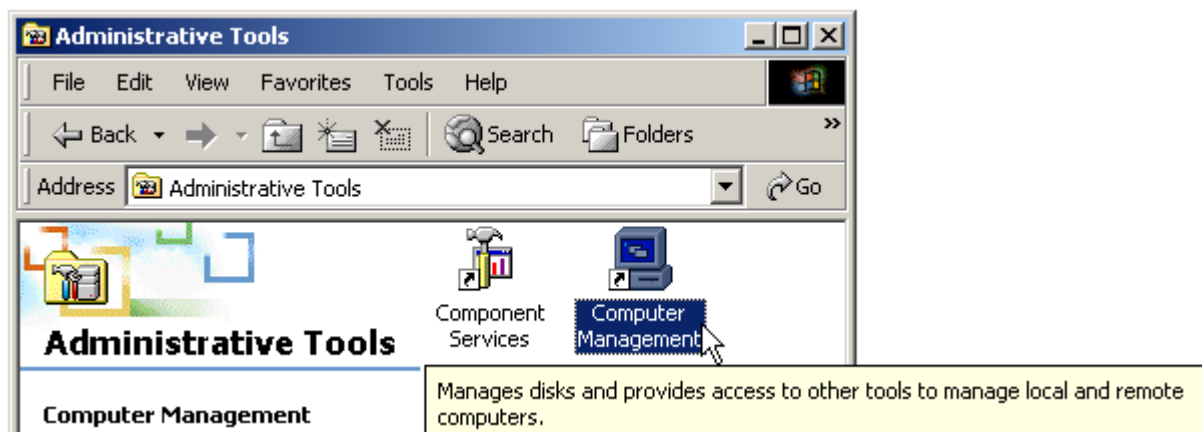 Administrative Tools
File Edit View Favorites Tools Help
Back Search Folders »
Address Administrative Tools Go
Component Services
Computer Management
Administrative Tools
Computer Management
Manages disks and provides access to other tools to manage local and remote
computers.